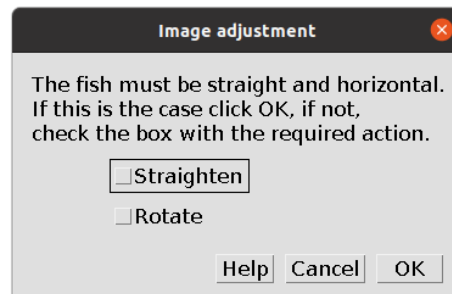 Image adjustment
The fish must be straight and horizontal.
If this is the case click OK, if not,
check the box with the required action.
Straighten
Rotate
Help Cancel OK